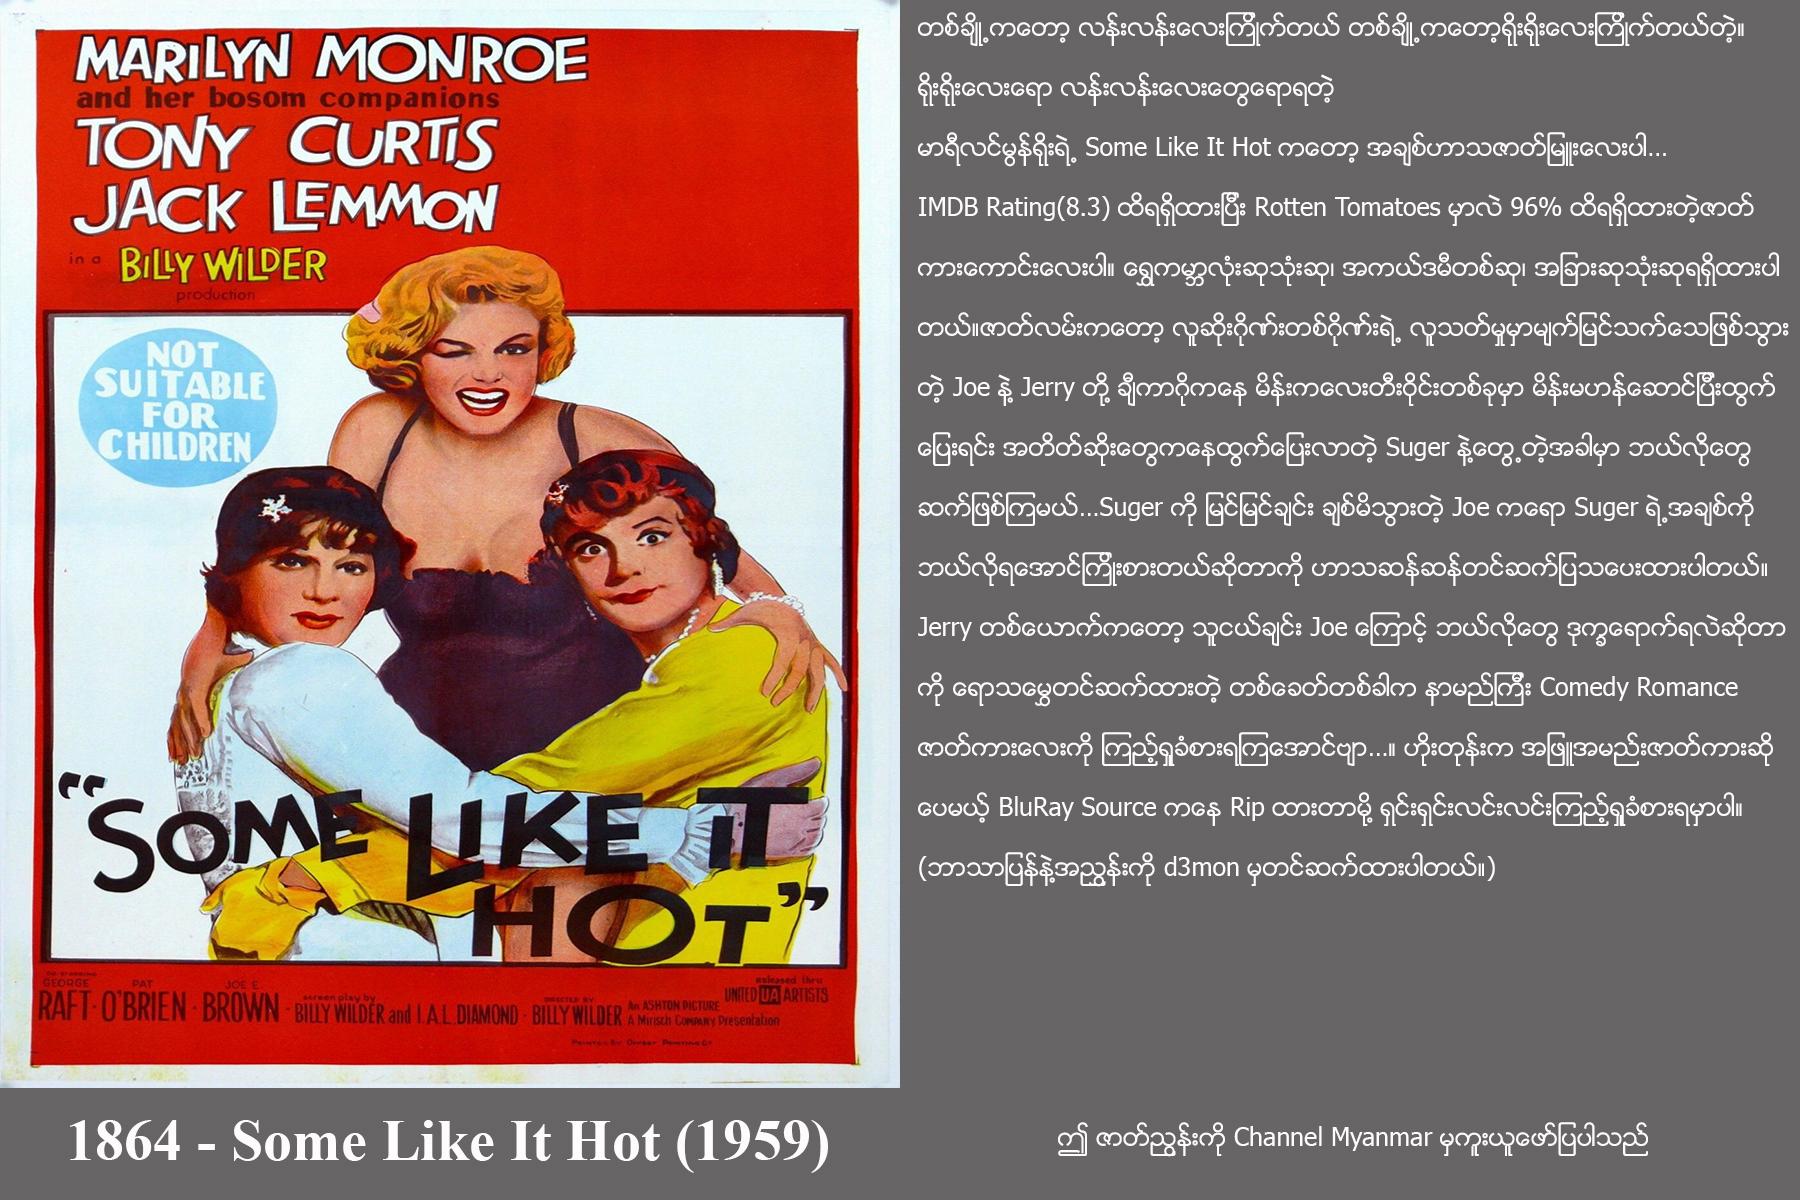 MARILYN MONROE
and her bosom companions
TONY CURTIS
JACK LEMMON
in a BILLY WILDER
production
NOT
SUITABLE
FOR
CHILDREN
"SOME LIKE IT
HOT"
CO-STARRING
GEORGE RAFT · PAT O'BRIEN · JOE E. BROWN · screen play by BILLY WILDER and I.A.L. DIAMOND · DIRECTED BY BILLY WILDER
An ASHTON PICTURE
A Mirisch Company Presentation
released thru
UNITED UA ARTISTS
1864 - Some Like It Hot (1959)
တစ်ချို့ကတော့ လန်းလန်းလေးကြိုက်တယ် တစ်ချို့ကတော့ရိုးရိုးလေးကြိုက်တယ်တဲ့။
ရိုးရိုးလေးရော လန်းလန်းလေးတွေရောရတဲ့
မာရီလင်မွန်ရိုးရဲ့ Some Like It Hot ကတော့ အချစ်ဟာသဇာတ်မြူးလေးပါ...
IMDB Rating(8.3) ထိရရှိထားပြီး Rotten Tomatoes မှာလဲ 96% ထိရရှိထားတဲ့ဇာတ်
ကားကောင်းလေးပါ။ ရွှေကမ္ဘာလုံးဆုသုံးဆု၊ အကယ်ဒမီတစ်ဆု၊ အခြားဆုသုံးဆုရရှိထားပါ
တယ်။ဇာတ်လမ်းကတော့ လူဆိုးဂိုဏ်းတစ်ဂိုဏ်းရဲ့ လူသတ်မှုမှာမျက်မြင်သက်သေဖြစ်သွား
တဲ့ Joe နဲ့ Jerry တို့ ချီကာဂိုကနေ မိန်းကလေးတီးဝိုင်းတစ်ခုမှာ မိန်းမဟန်ဆောင်ပြီးထွက်
ပြေးရင်း အတိတ်ဆိုးတွေကနေထွက်ပြေးလာတဲ့ Suger နဲ့တွေ့တဲ့အခါမှာ ဘယ်လိုတွေ
ဆက်ဖြစ်ကြမယ်...Suger ကို မြင်မြင်ချင်း ချစ်မိသွားတဲ့ Joe ကရော Suger ရဲ့အချစ်ကို
ဘယ်လိုရအောင်ကြိုးစားတယ်ဆိုတာကို ဟာသဆန်ဆန်တင်ဆက်ပြသပေးထားပါတယ်။
Jerry တစ်ယောက်ကတော့ သူငယ်ချင်း Joe ကြောင့် ဘယ်လိုတွေ ဒုက္ခရောက်ရလဲဆိုတာ
ကို ရောသမွှေတင်ဆက်ထားတဲ့ တစ်ခေတ်တစ်ခါက နာမည်ကြီး Comedy Romance
ဇာတ်ကားလေးကို ကြည့်ရှုခံစားရကြအောင်ဗျာ...။ ဟိုးတုန်းက အဖြူအမည်းဇာတ်ကားဆို
ပေမယ့် BluRay Source ကနေ Rip ထားတာမို့ ရှင်းရှင်းလင်းလင်းကြည့်ရှုခံစားရမှာပါ။
(ဘာသာပြန်နဲ့အညွှန်းကို d3mon မှတင်ဆက်ထားပါတယ်။)
ဤ ဇာတ်ညွှန်းကို Channel Myanmar မှကူးယူဖော်ပြပါသည်